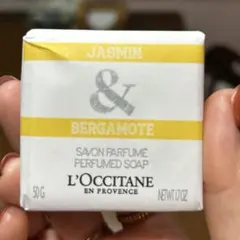 JASMIN
&
BERGAMOTE
SAVON PARFUMÉ
PERFUMED SOAP
L'OCCITANE
EN PROVENCE
50 G
NET WT. 1.7 OZ